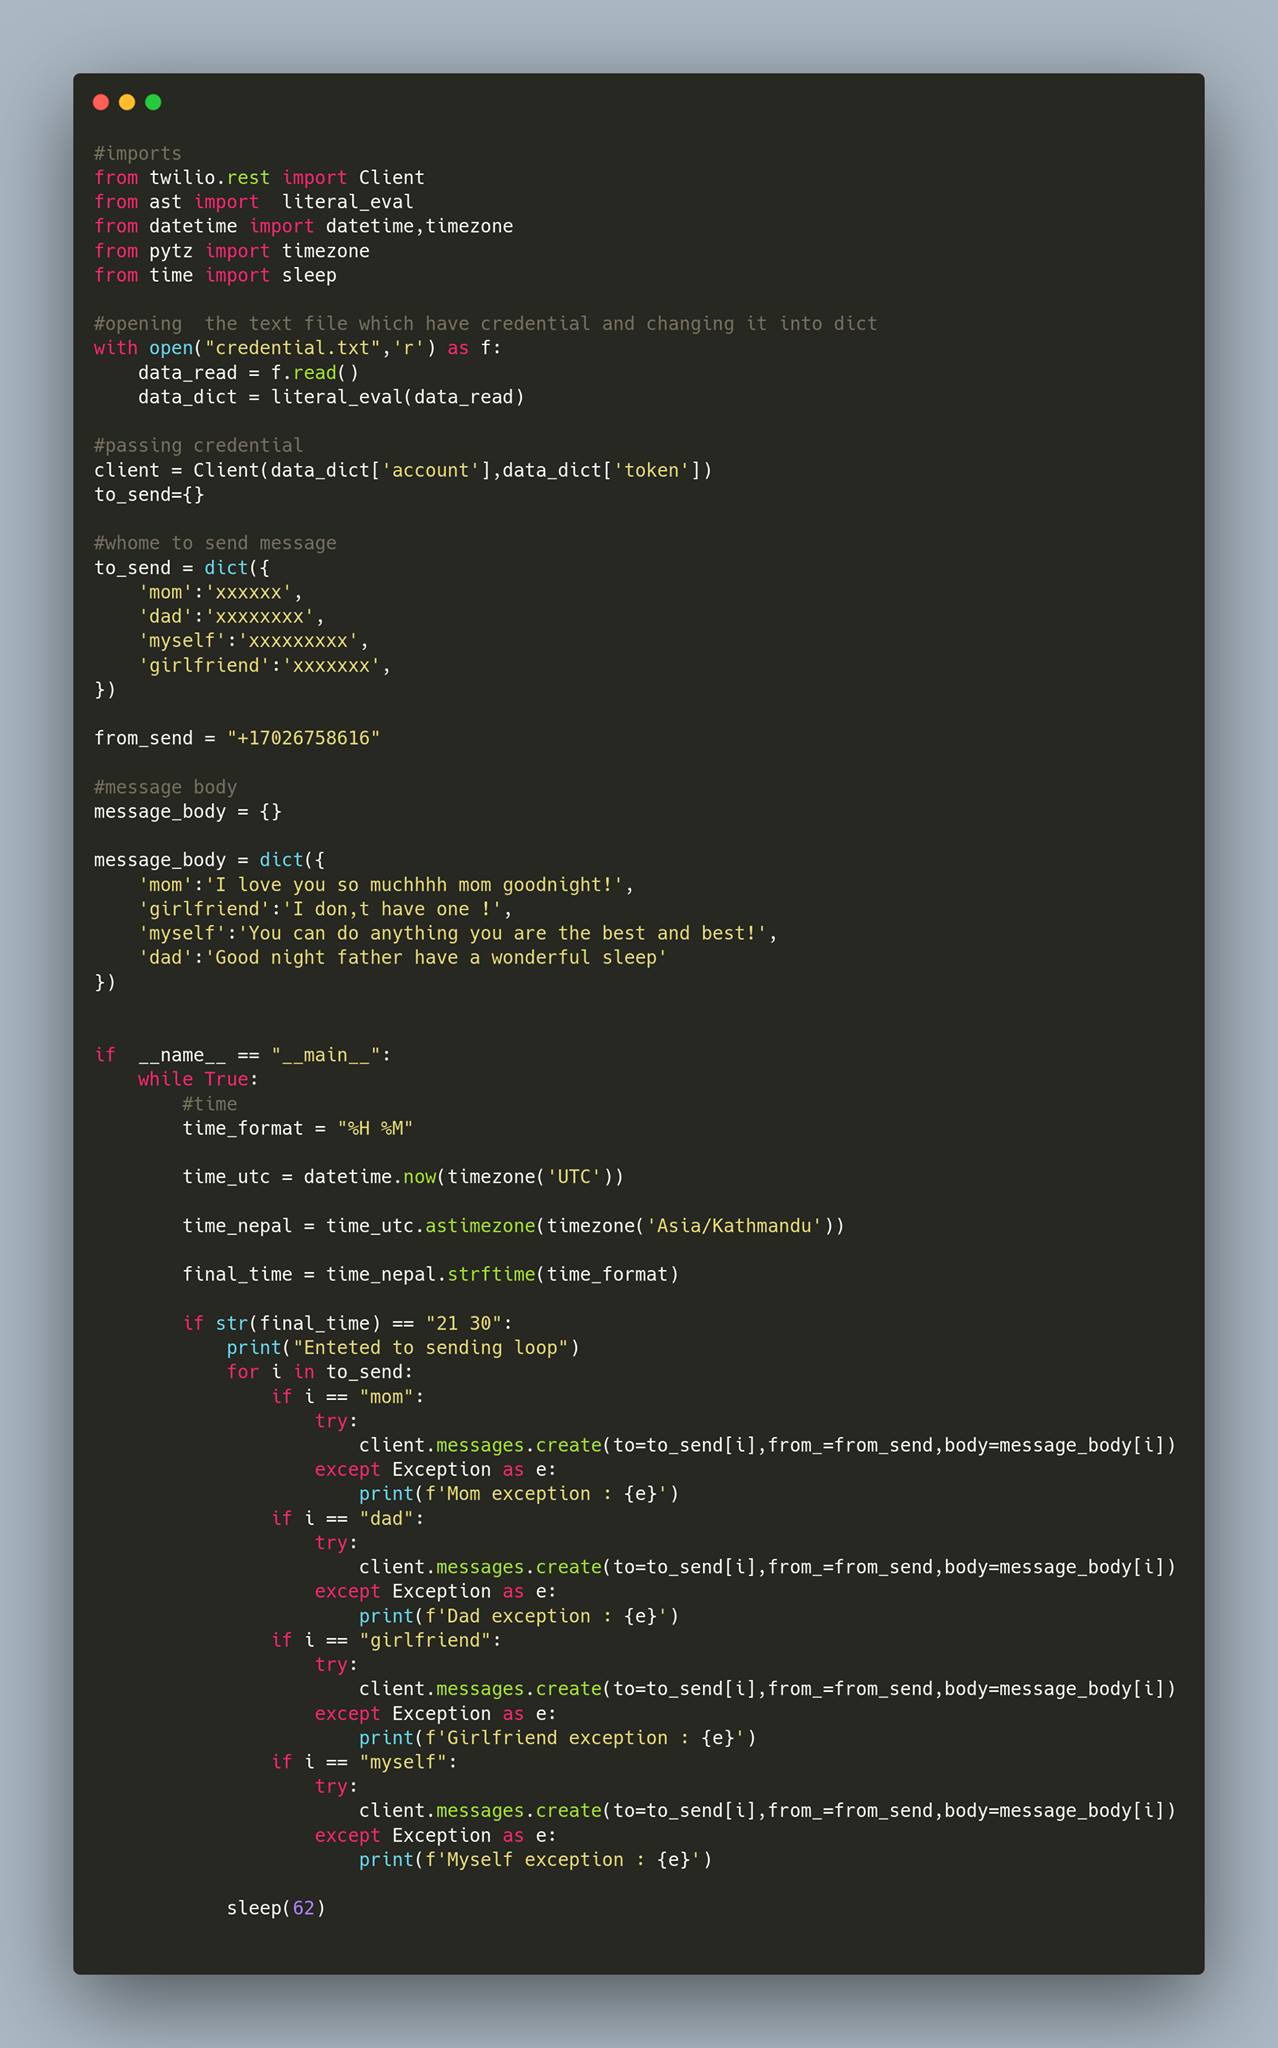 #imports
from twilio.rest import Client
from ast import  literal_eval
from datetime import datetime,timezone
from pytz import timezone
from time import sleep

#opening  the text file which have credential and changing it into dict
with open("credential.txt",'r') as f:
    data_read = f.read()
    data_dict = literal_eval(data_read)

#passing credential
client = Client(data_dict['account'],data_dict['token'])
to_send={}

#whome to send message
to_send = dict({
    'mom':'xxxxxx',
    'dad':'xxxxxxxx',
    'myself':'xxxxxxxxx',
    'girlfriend':'xxxxxxx',
})

from_send = "+17026758616"

#message body
message_body = {}

message_body = dict({
    'mom':'I love you so muchhhh mom goodnight!',
    'girlfriend':'I don,t have one !',
    'myself':'You can do anything you are the best and best!',
    'dad':'Good night father have a wonderful sleep'
})


if  __name__ == "__main__":
    while True:
        #time
        time_format = "%H %M"

        time_utc = datetime.now(timezone('UTC'))

        time_nepal = time_utc.astimezone(timezone('Asia/Kathmandu'))

        final_time = time_nepal.strftime(time_format)

        if str(final_time) == "21 30":
            print("Enteted to sending loop")
            for i in to_send:
                if i == "mom":
                    try:
                        client.messages.create(to=to_send[i],from_=from_send,body=message_body[i])
                    except Exception as e:
                        print(f'Mom exception : {e}')
                if i == "dad":
                    try:
                        client.messages.create(to=to_send[i],from_=from_send,body=message_body[i])
                    except Exception as e:
                        print(f'Dad exception : {e}')
                if i == "girlfriend":
                    try:
                        client.messages.create(to=to_send[i],from_=from_send,body=message_body[i])
                    except Exception as e:
                        print(f'Girlfriend exception : {e}')
                if i == "myself":
                    try:
                        client.messages.create(to=to_send[i],from_=from_send,body=message_body[i])
                    except Exception as e:
                        print(f'Myself exception : {e}')

            sleep(62)